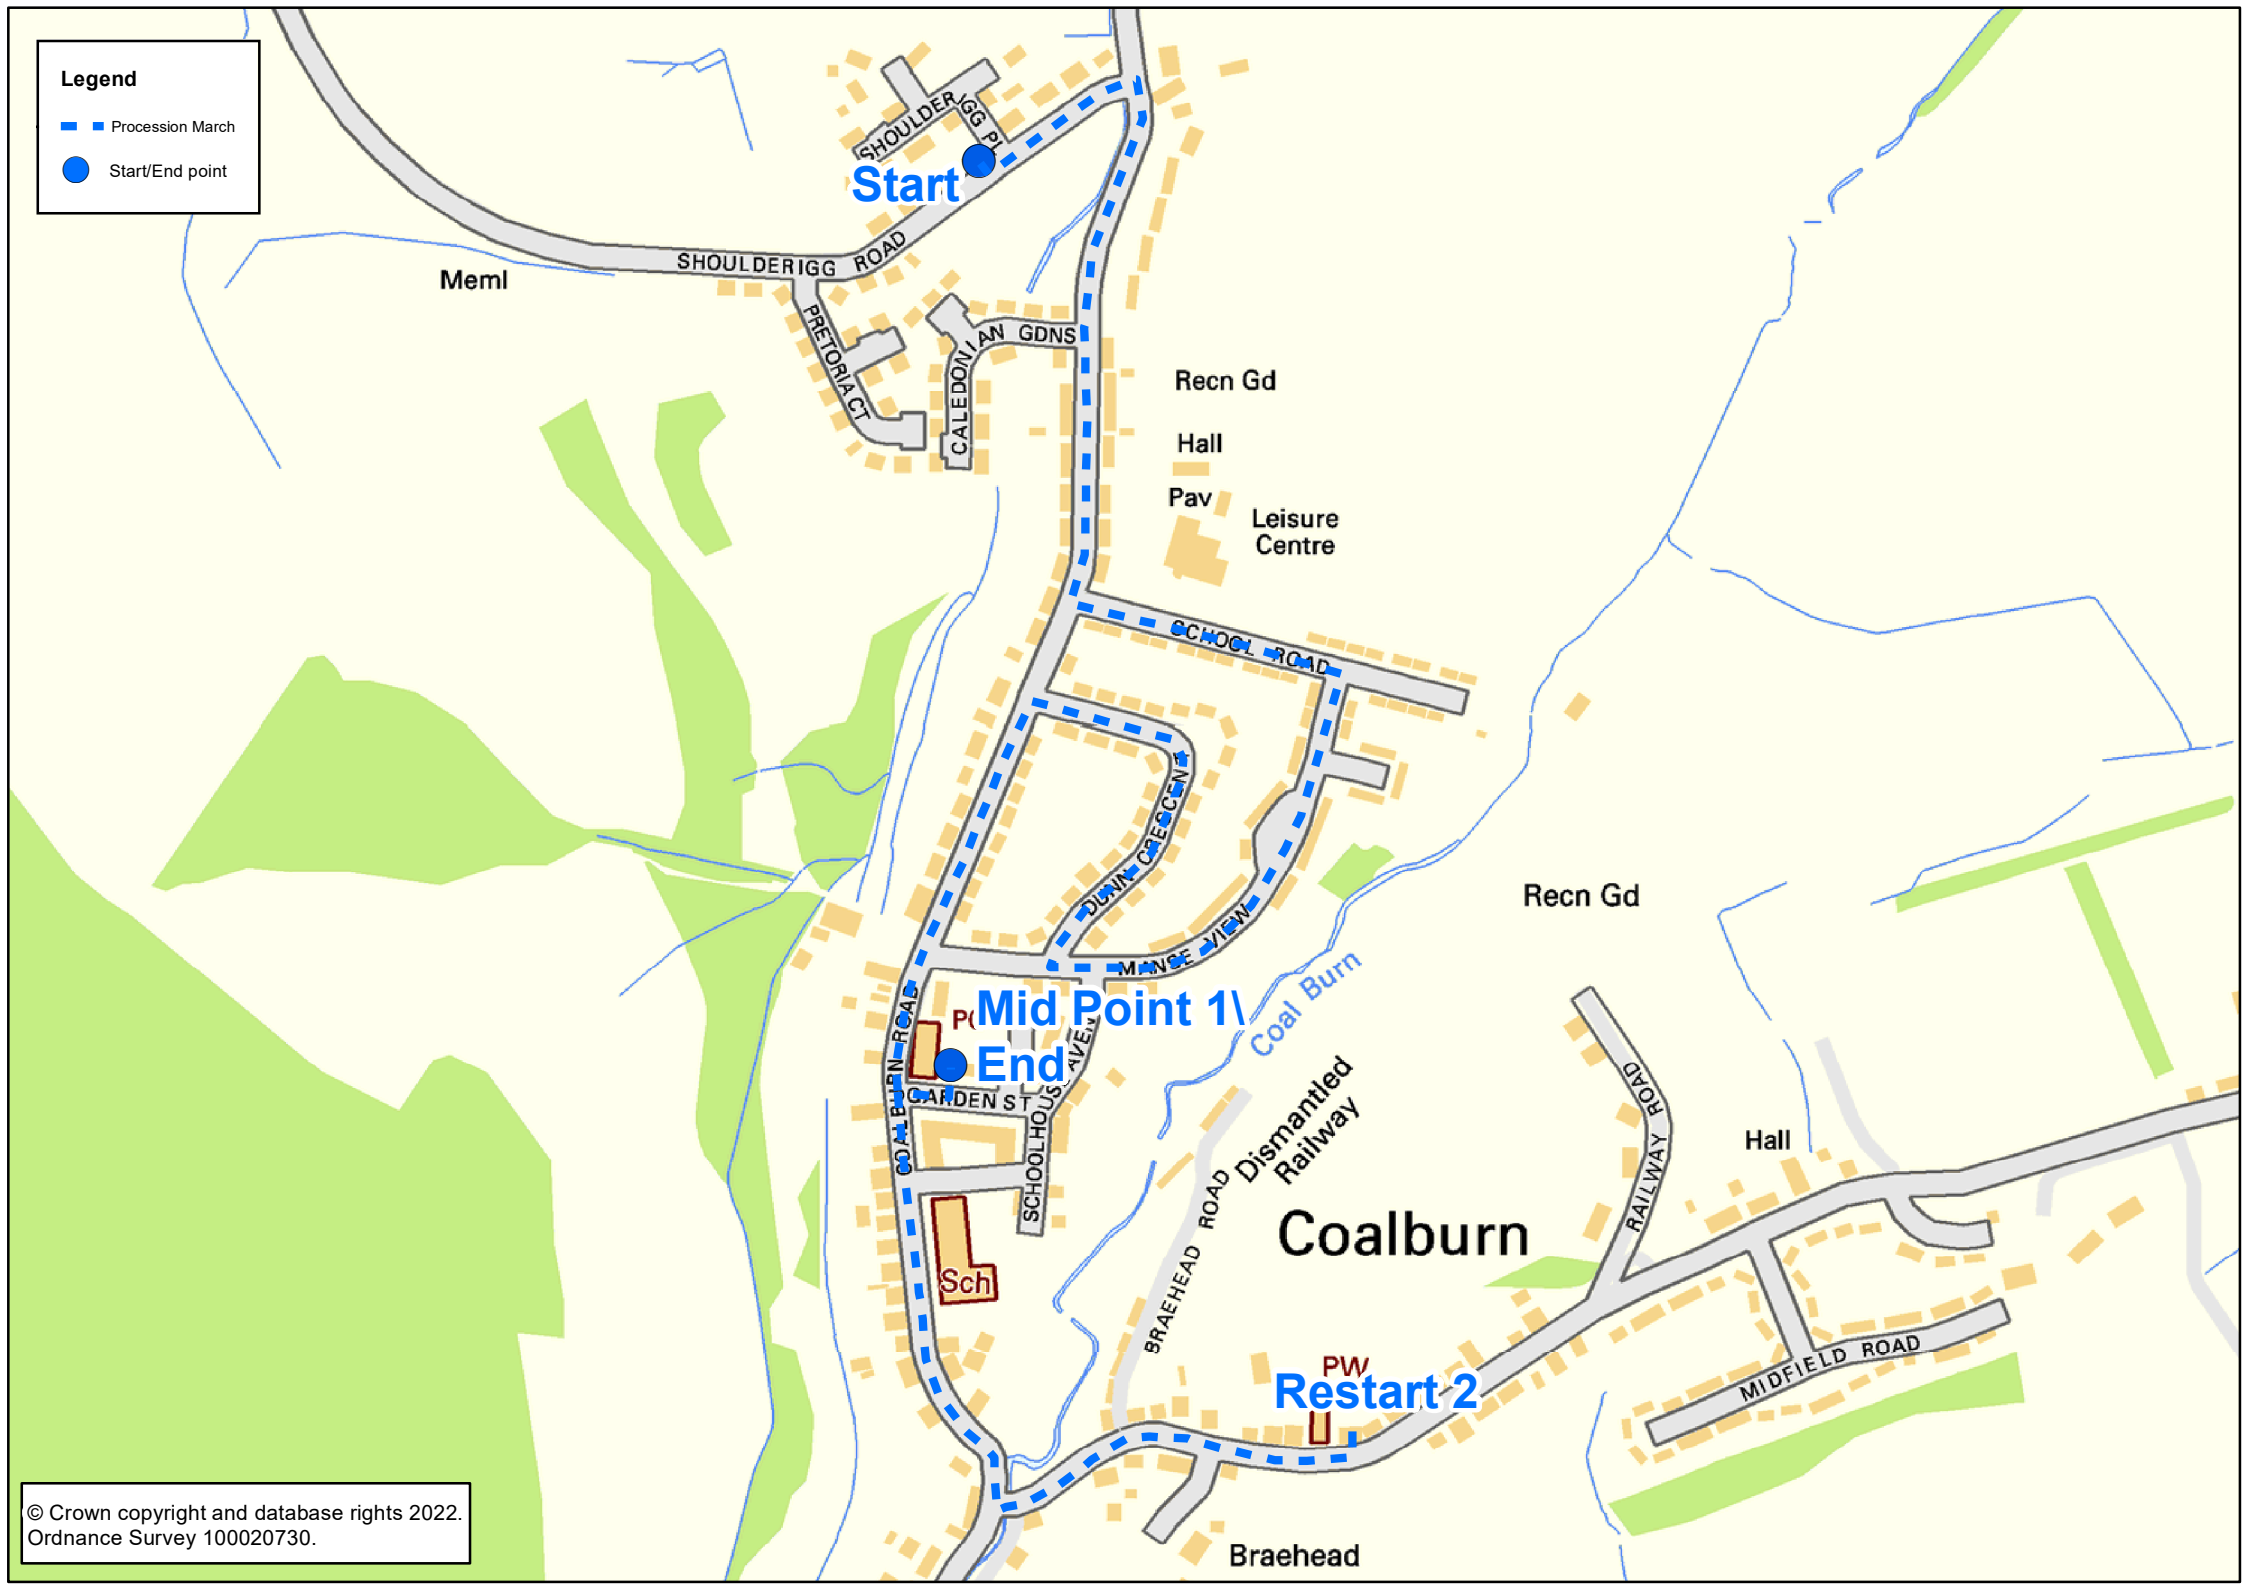 Legend
Procession March
Start/End point
SHOULDERIGG PL
Start
SHOULDERIGG ROAD
Meml
PRETORIA CT
CALEDONIAN GDNS
Recn Gd
Hall
Pav
Leisure
Centre
SCHOOL ROAD
DUNN CRESCENT
MANSE VIEW
Recn Gd
Coal Burn
COALBURN ROAD
Mid Point 1\
End
GARDEN ST
SCHOOLHOUSE AVEN
Dismantled
Railway
BRAEHEAD ROAD
RAILWAY ROAD
Hall
Coalburn
Sch
PW
Restart 2
MIDFIELD ROAD
Braehead
© Crown copyright and database rights 2022.
Ordnance Survey 100020730.